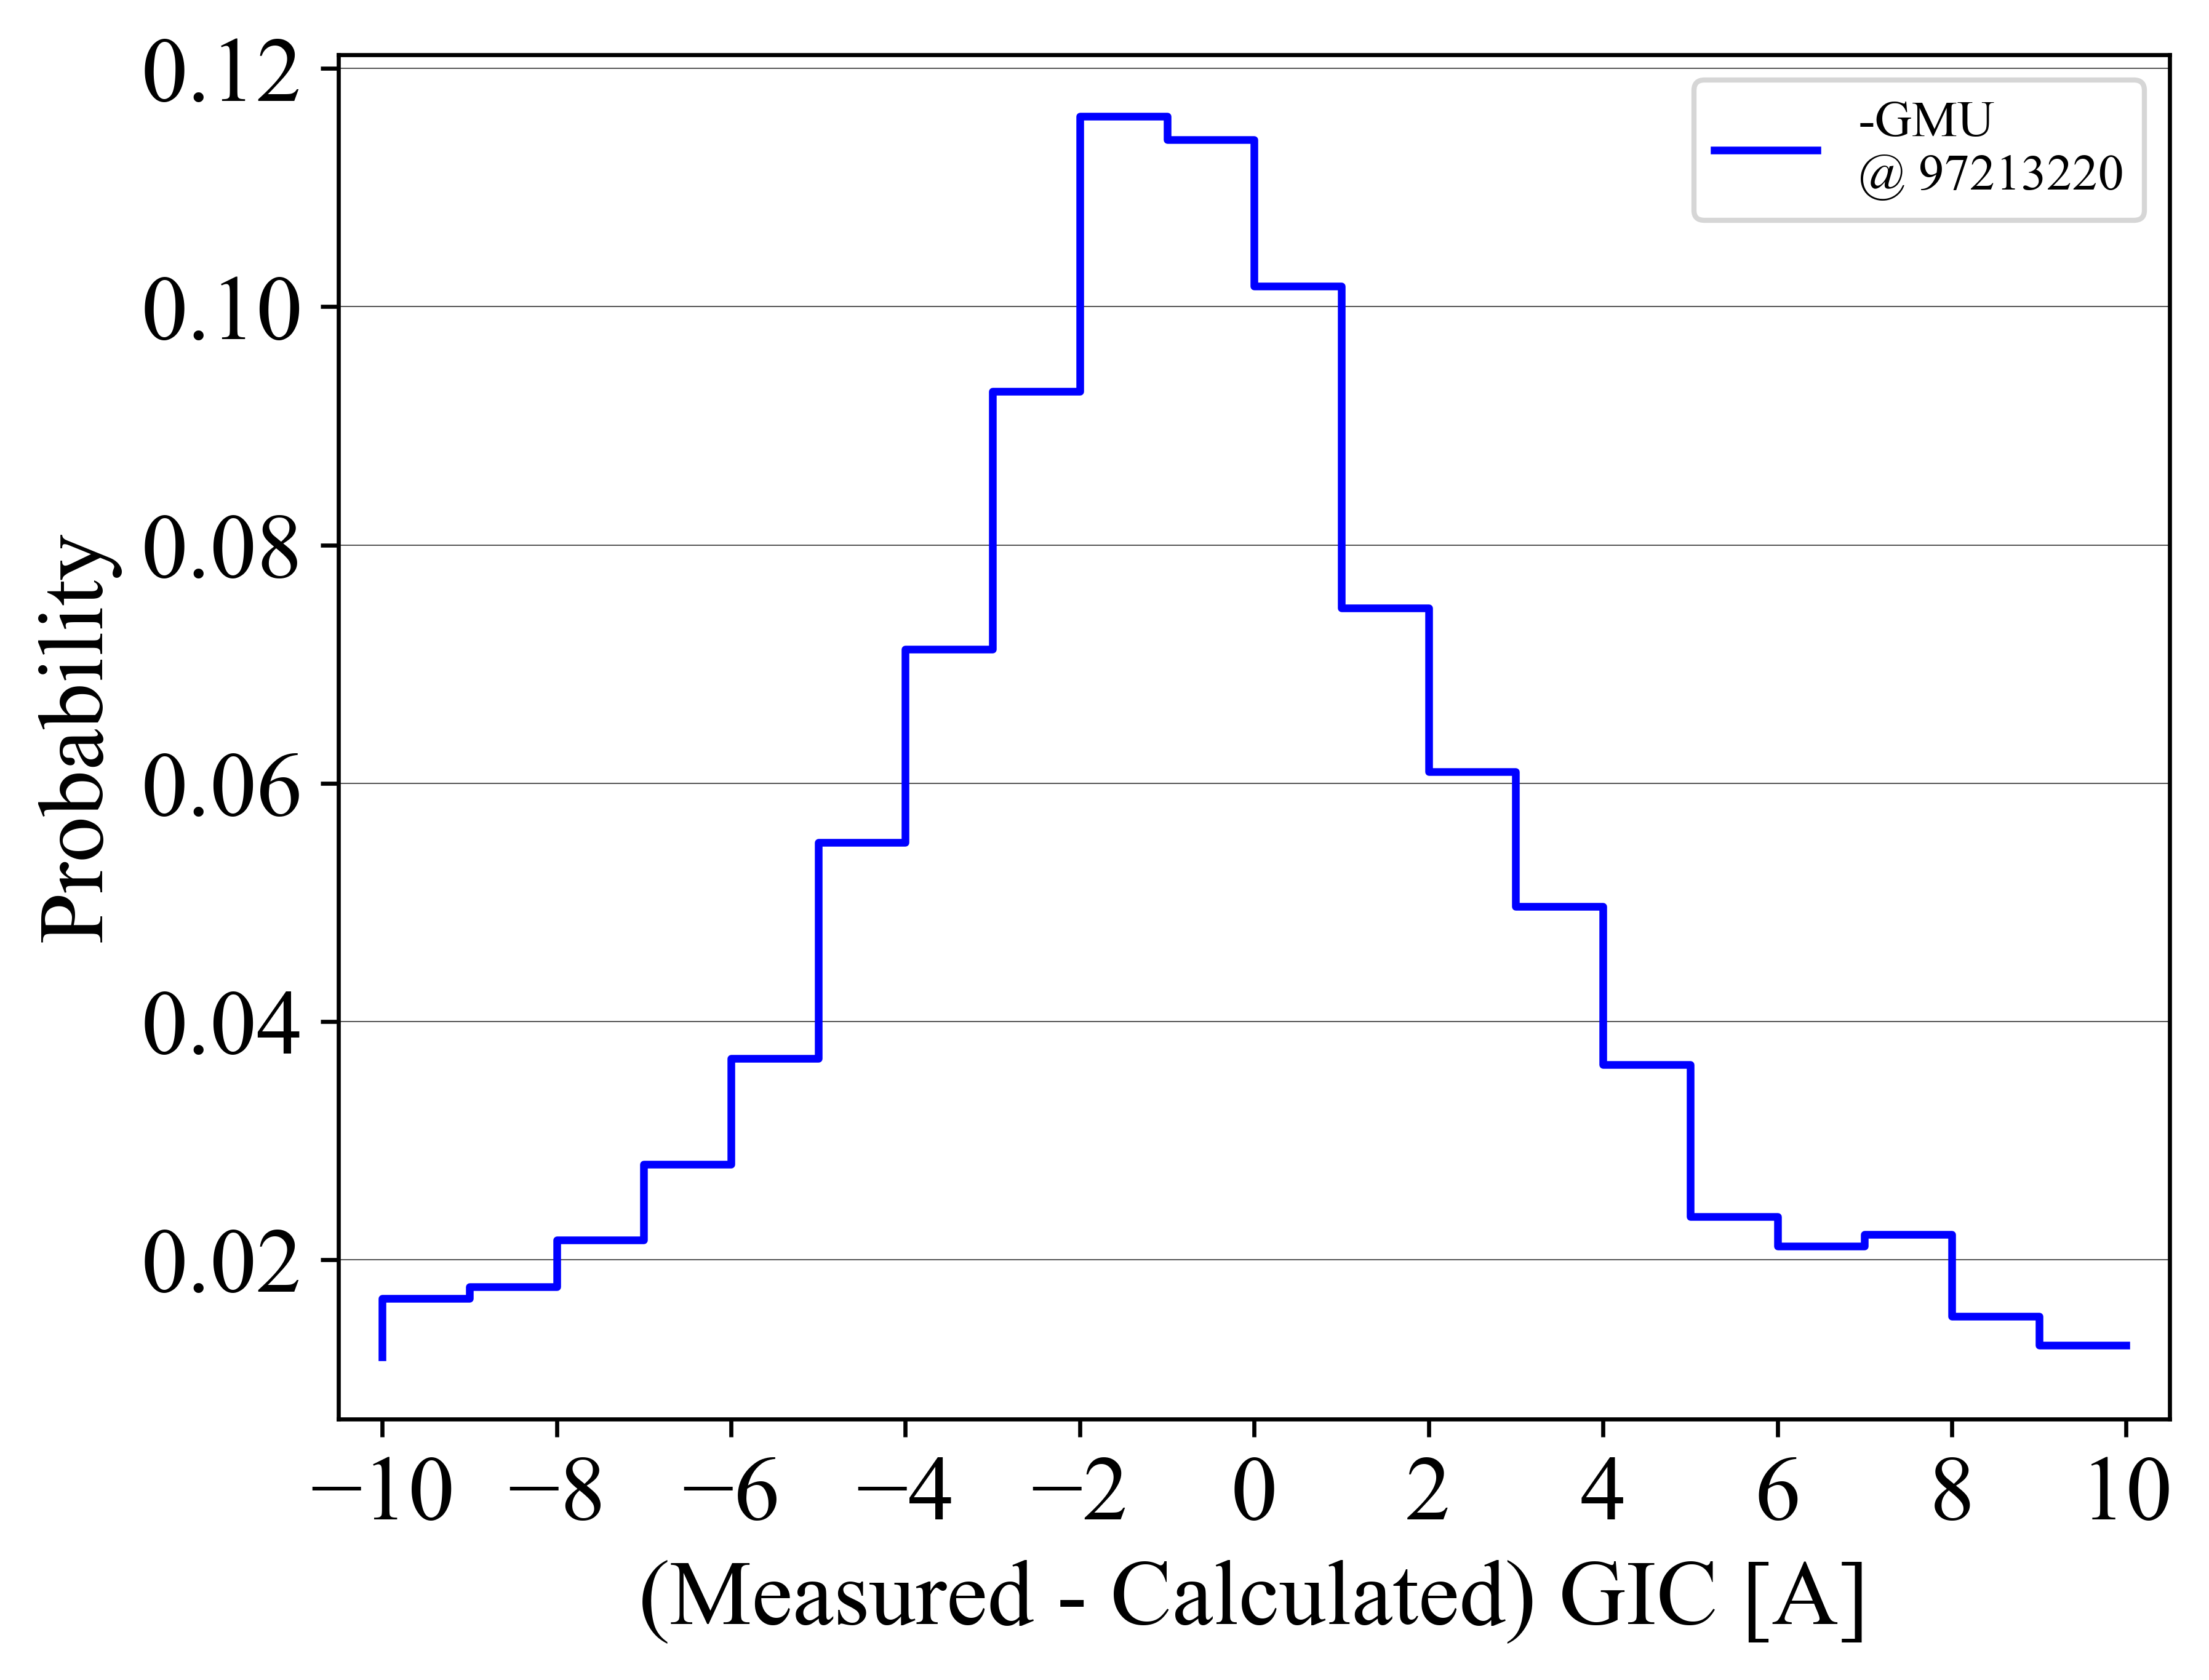 0.12
0.10
0.08
0.06
0.04
0.02
Probability
-GMU
@ 97213220
−10 −8 −6 −4 −2 0 2 4 6 8 10
(Measured - Calculated) GIC [A]